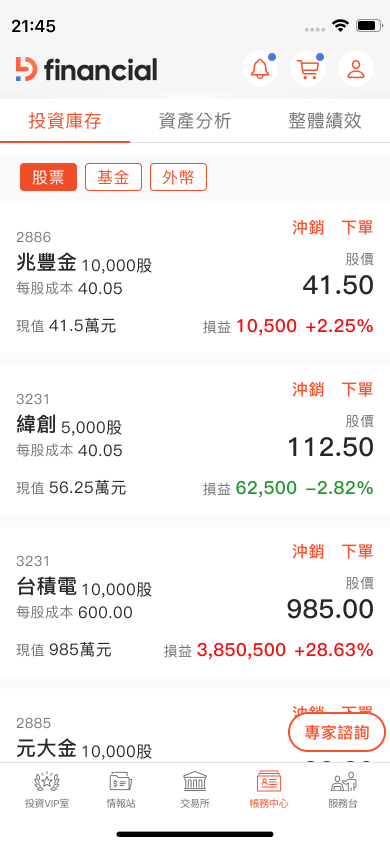 21:45
financial
投資庫存 資產分析 整體績效
股票 基金 外幣
沖銷 下單
2886
兆豐金 10,000股
股價
41.50
每股成本 40.05
現值 41.5萬元
損益 10,500 +2.25%
沖銷 下單
3231
緯創 5,000股
股價
112.50
每股成本 40.05
現值 56.25萬元
損益 62,500 −2.82%
沖銷 下單
3231
台積電 10,000股
股價
985.00
每股成本 600.00
現值 985萬元
損益 3,850,500 +28.63%
沖銷 下單
2885
元大金 10,000股
專家諮詢
投資VIP室 情報站 交易所 帳務中心 服務台